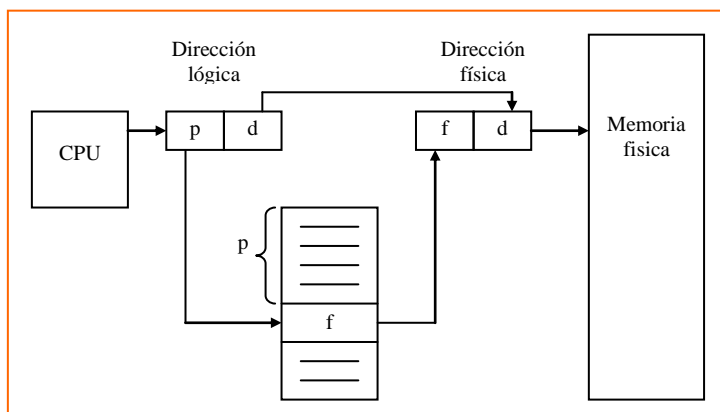 Dirección
lógica
Dirección
física
CPU
p
d
f
d
Memoria
fisica
p
f